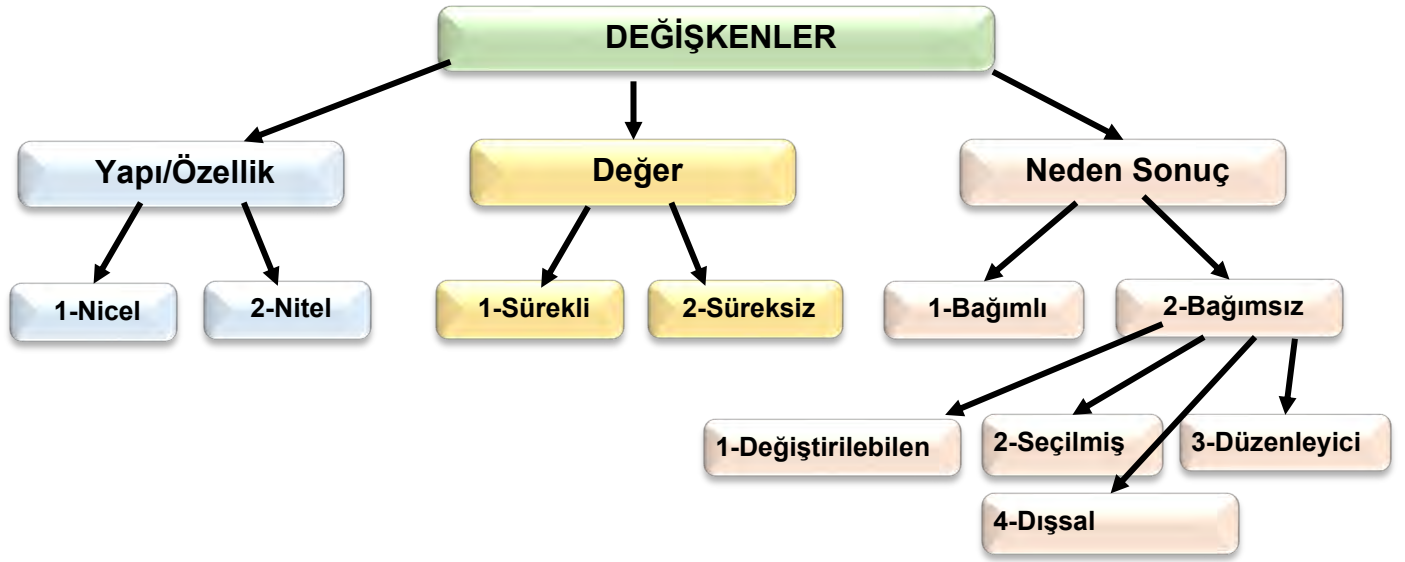 DEĞİŞKENLER
Yapı/Özellik
Değer
Neden Sonuç
1-Nicel
2-Nitel
1-Sürekli
2-Süreksiz
1-Bağımlı
2-Bağımsız
1-Değiştirilebilen
2-Seçilmiş
3-Düzenleyici
4-Dışsal